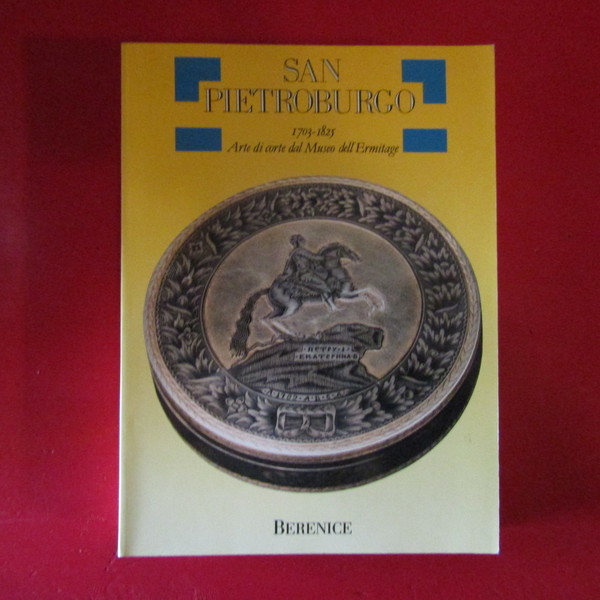 SAN
PIETROBURGO
1703-1825
Arte di corte dal Museo dell'Ermitage
BERENICE